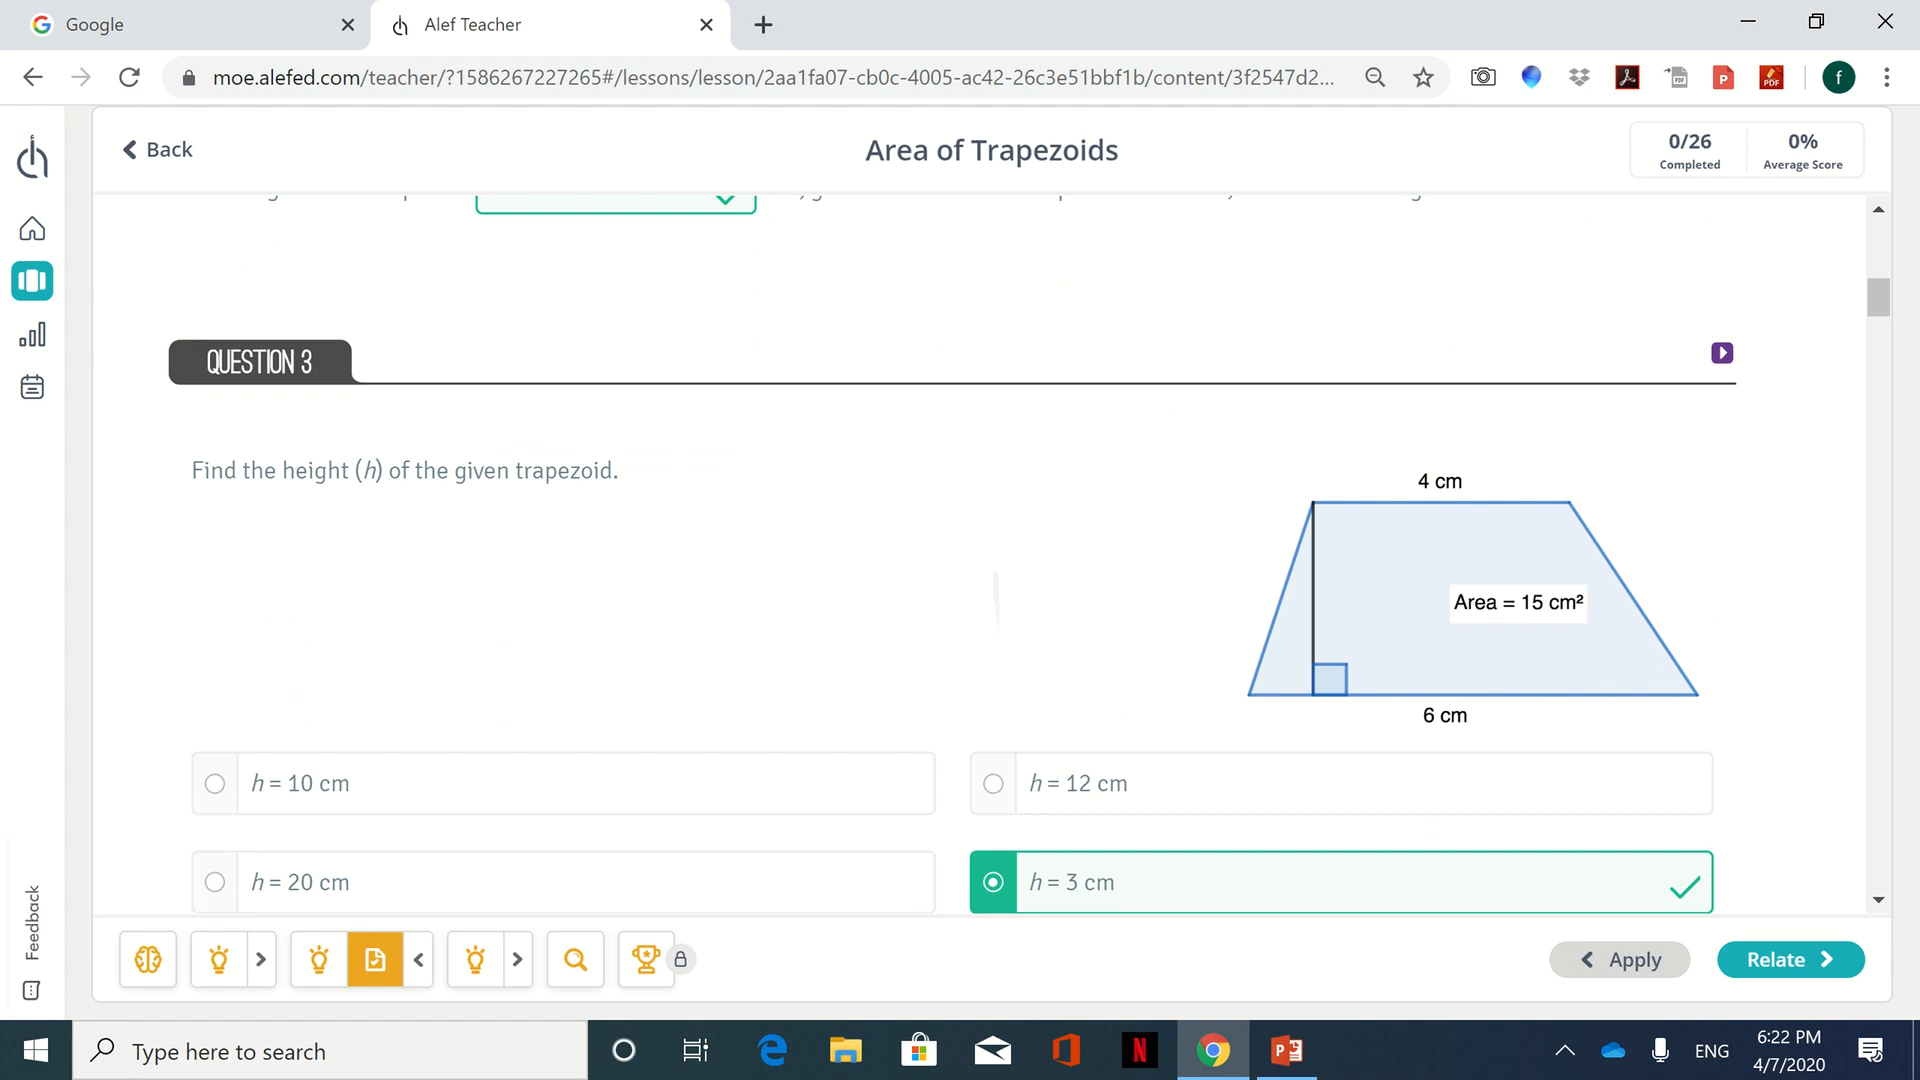 Google
Alef Teacher
moe.alefed.com/teacher/?1586267227265#/lessons/lesson/2aa1fa07-cb0c-4005-ac42-26c3e51bbf1b/content/3f2547d2...
f
Back
Area of Trapezoids
0/26
Completed
0%
Average Score
QUESTION 3
Find the height (h) of the given trapezoid.
4 cm
Area = 15 cm²
6 cm
h = 10 cm
h = 12 cm
h = 20 cm
h = 3 cm
Feedback
Apply
Relate
Type here to search
ENG
6:22 PM
4/7/2020